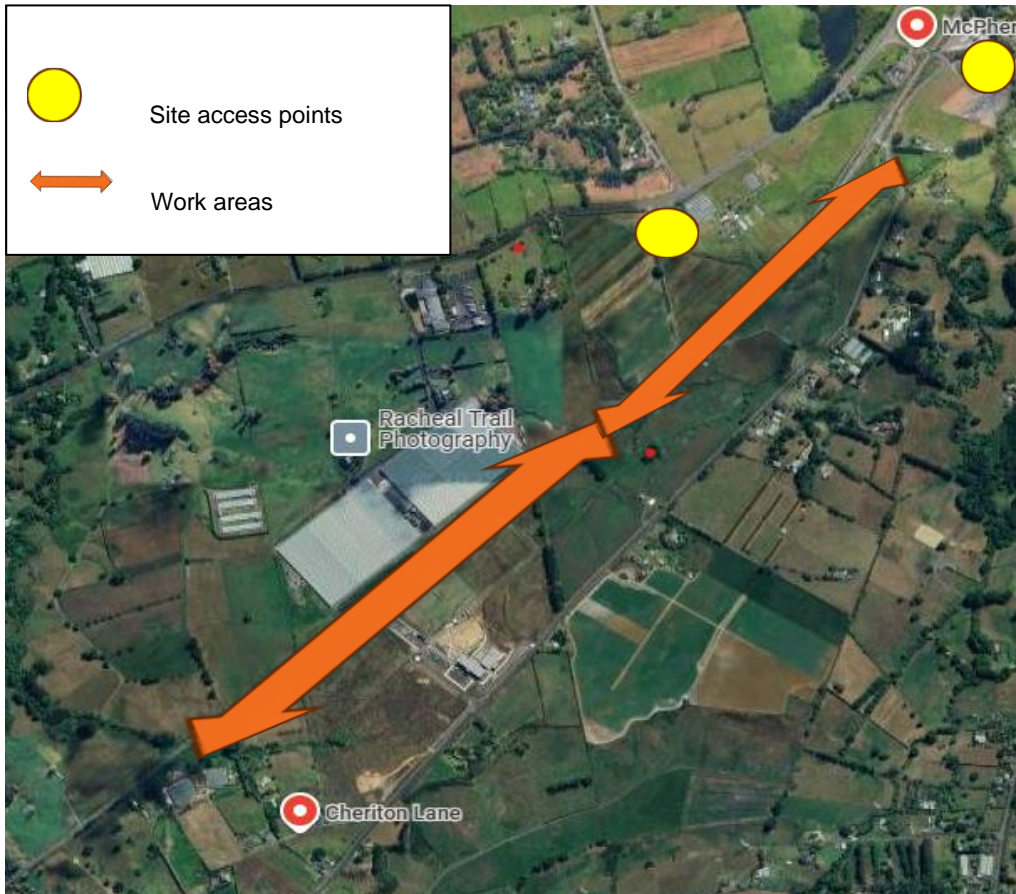 Site access points
Work areas
McPher
Racheal Trail
Photography
Cheriton Lane